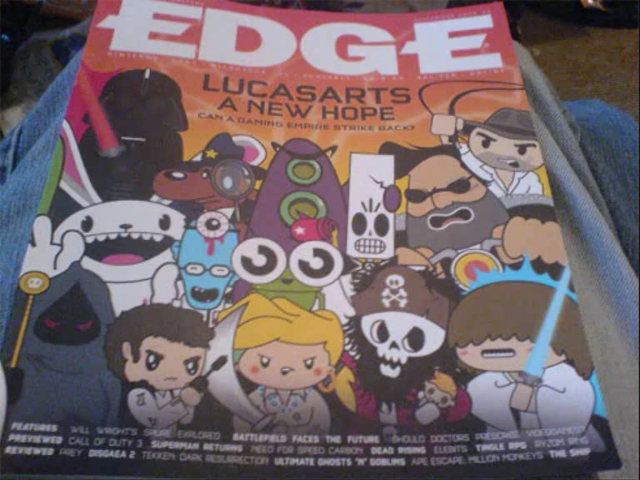 EDGE
LUCASARTS
A NEW HOPE
CAN A GAMING EMPIRE STRIKE BACK?
FEATURES WILL WRIGHT'S SPORE EXPLORED BATTLEFIELD FACES THE FUTURE SHOULD DOCTORS PRESCRIBE VIDEOGAMES?
PREVIEWED CALL OF DUTY 3 SUPERMAN RETURNS NEED FOR SPEED CARBON DEAD RISING ELEBITS TINGLE RPG
REVIEWED PREY DISGAEA 2 TEKKEN: DARK RESURRECTION ULTIMATE GHOSTS 'N' GOBLINS APE ESCAPE: MILLION MONKEYS THE SHIP